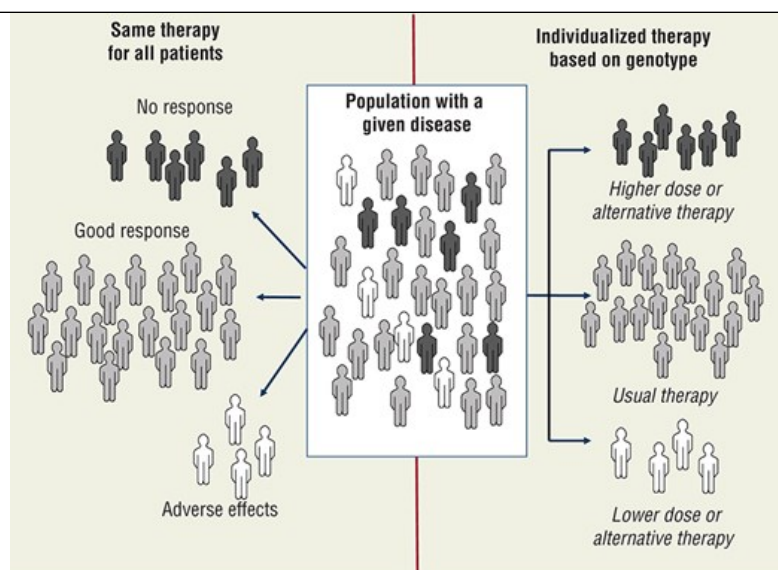 Same therapy
for all patients
No response
Good response
Adverse effects
Population with a
given disease
Individualized therapy
based on genotype
Higher dose or
alternative therapy
Usual therapy
Lower dose or
alternative therapy